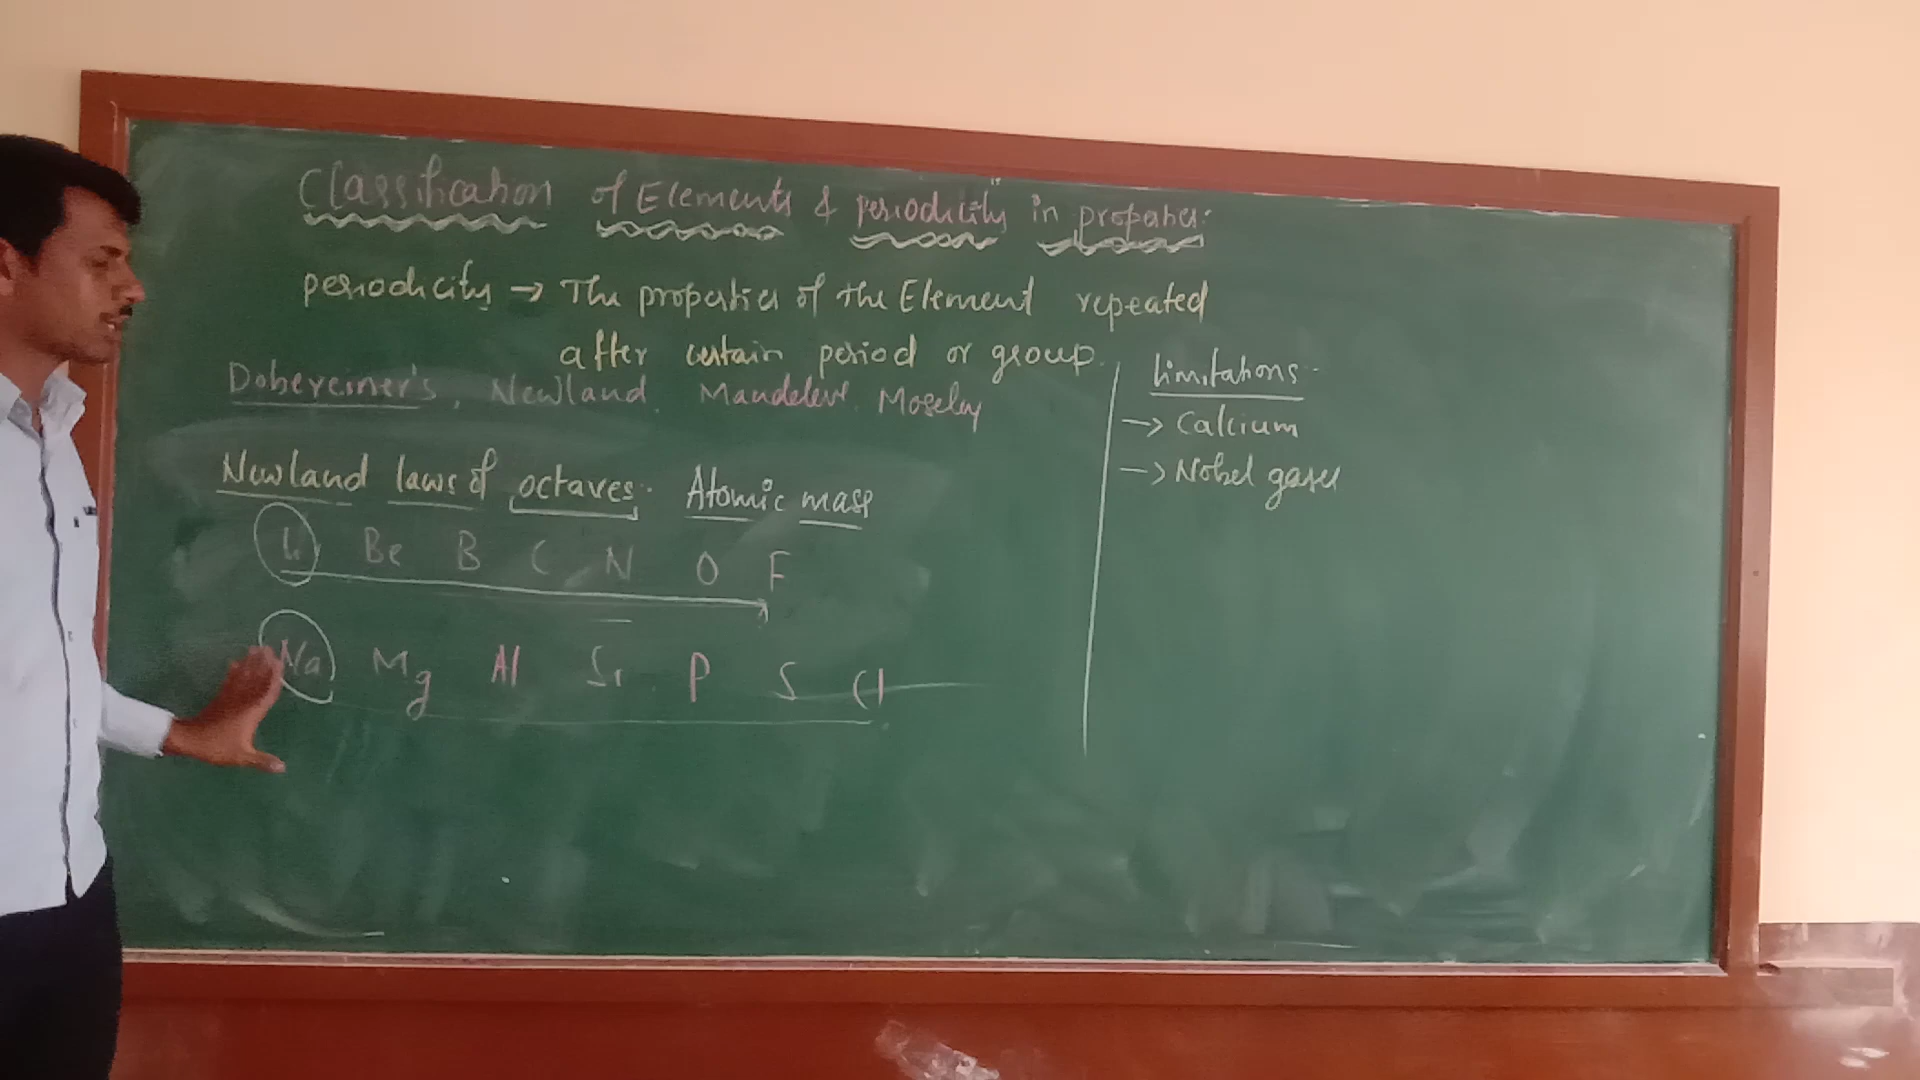 Classification of Elements & periodicity in properties:
periodicity → The properties of the Element repeated
after certain period or group.
Dobereiner's, Newland, Mandeleve. Moseley
Newland laws of octaves. Atomic mass
Li Be B C N O F
Na Mg Al Si P S Cl
limitations
→ Calcium
→ Nobel gases